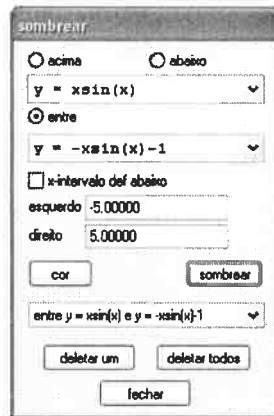 sombrear
acima abaixo
y = xsin(x)
entre
y = -xsin(x)-1
x-intervalo def abaixo
esquerdo -5.00000
direito 5.00000
cor sombrear
entre y = xsin(x) e y = -xsin(x)-1
deletar um deletar todos
fechar